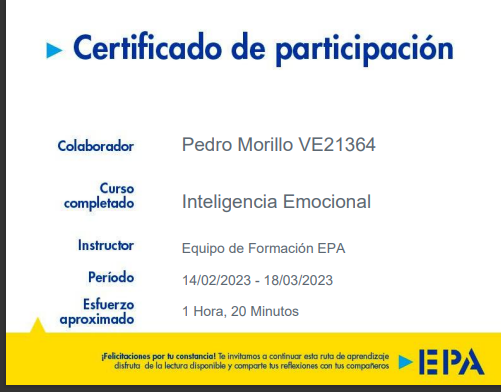 Certificado de participación
Colaborador Pedro Morillo VE21364
Curso
completado Inteligencia Emocional
Instructor Equipo de Formación EPA
Período 14/02/2023 - 18/03/2023
Esfuerzo
aproximado 1 Hora, 20 Minutos
¡Felicitaciones por tu constancia! Te invitamos a continuar esta ruta de aprendizaje
disfruta de la lectura disponible y comparte tus reflexiones con tus compañeros
EPA